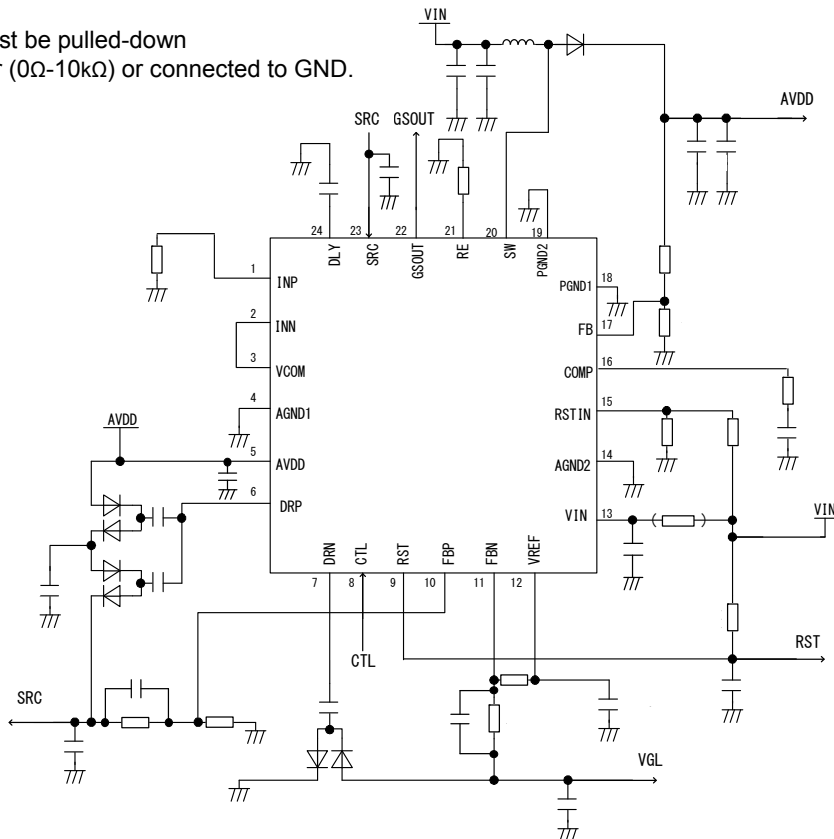 st be pulled-down
r (0Ω-10kΩ) or connected to GND.
VIN
AVDD
SRC GSOUT
24 23 22 21 20 19
DLY SRC GSOUT RE SW PGND2
1 INP
2 INN
3 VCOM
4 AGND1
AVDD
5 AVDD
6 DRP
PGND1 18
FB 17
COMP 16
RSTIN 15
AGND2 14
VIN 13
VIN
DRN CTL RST FBP FBN VREF
7 8 9 10 11 12
CTL
RST
SRC
VGL